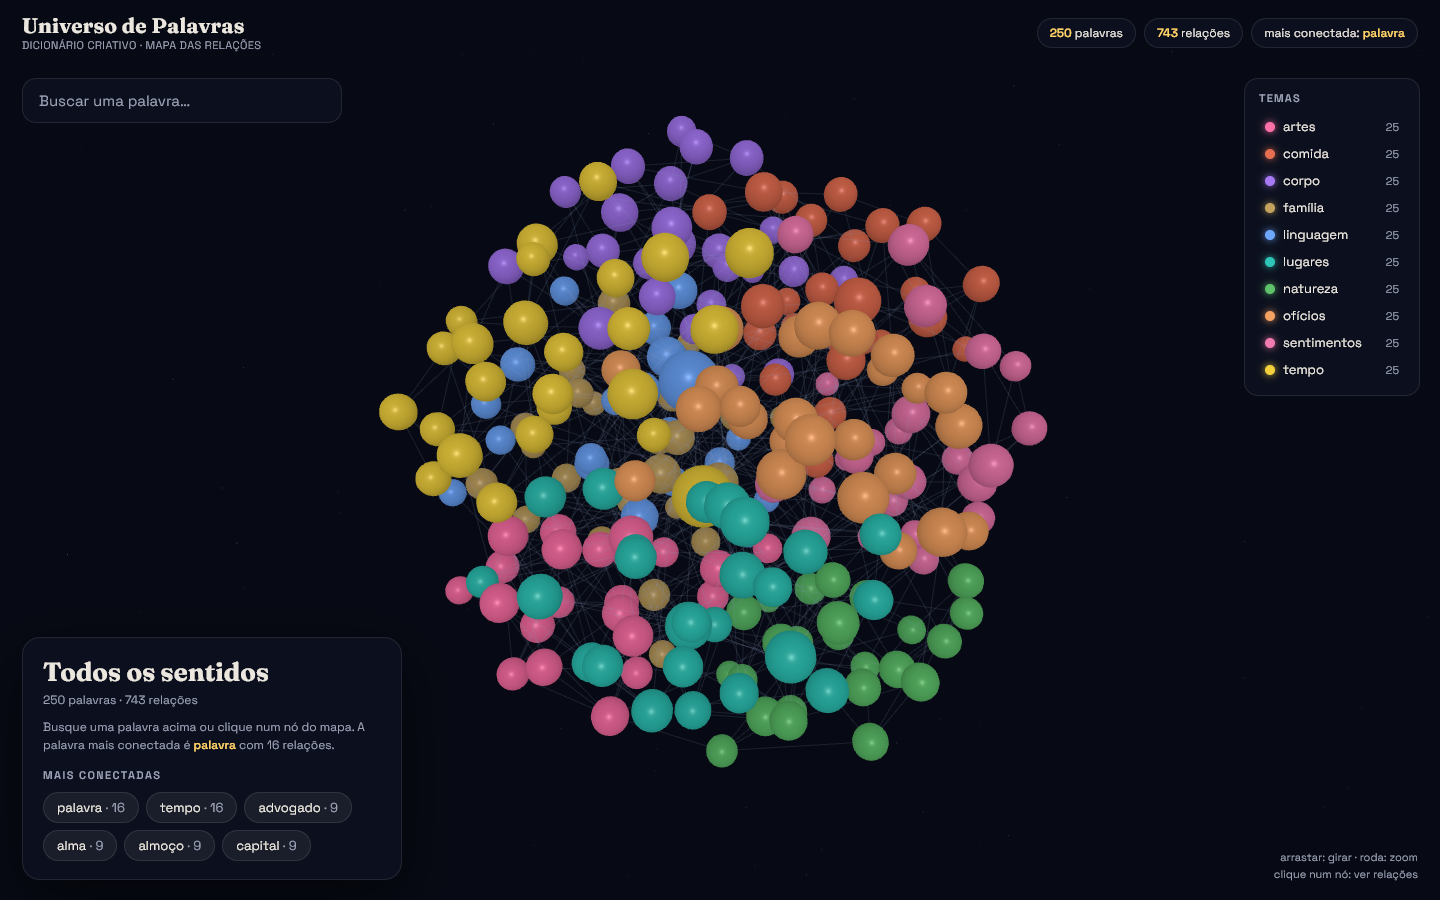 Universo de Palavras
DICIONÁRIO CRIATIVO · MAPA DAS RELAÇÕES
250 palavras
743 relações
mais conectada: palavra
Buscar uma palavra...
TEMAS
artes 25
comida 25
corpo 25
família 25
linguagem 25
lugares 25
natureza 25
ofícios 25
sentimentos 25
tempo 25
Todos os sentidos
250 palavras · 743 relações
Busque uma palavra acima ou clique num nó do mapa. A
palavra mais conectada é palavra com 16 relações.
MAIS CONECTADAS
palavra · 16
tempo · 16
advogado · 9
alma · 9
almoço · 9
capital · 9
arrastar: girar · roda: zoom
clique num nó: ver relações